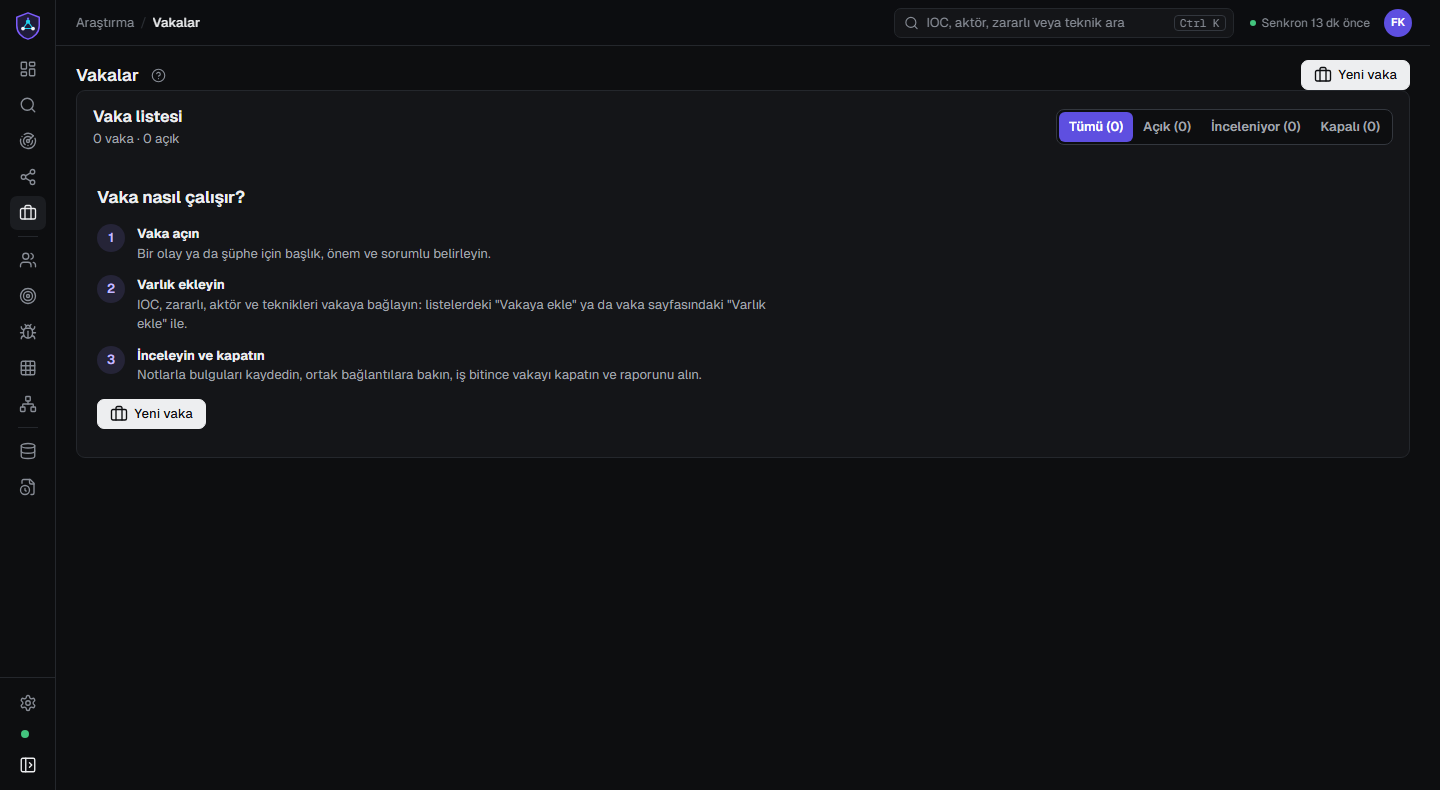 Araştırma / Vakalar
IOC, aktör, zararlı veya teknik ara
Ctrl K
Senkron 13 dk önce
FK
Vakalar
Yeni vaka
Vaka listesi
0 vaka · 0 açık
Tümü (0)
Açık (0)
İnceleniyor (0)
Kapalı (0)
Vaka nasıl çalışır?
1
Vaka açın
Bir olay ya da şüphe için başlık, önem ve sorumlu belirleyin.
2
Varlık ekleyin
IOC, zararlı, aktör ve teknikleri vakaya bağlayın: listelerdeki "Vakaya ekle" ya da vaka sayfasındaki "Varlık
ekle" ile.
3
İnceleyin ve kapatın
Notlarla bulguları kaydedin, ortak bağlantılara bakın, iş bitince vakayı kapatın ve raporunu alın.
Yeni vaka